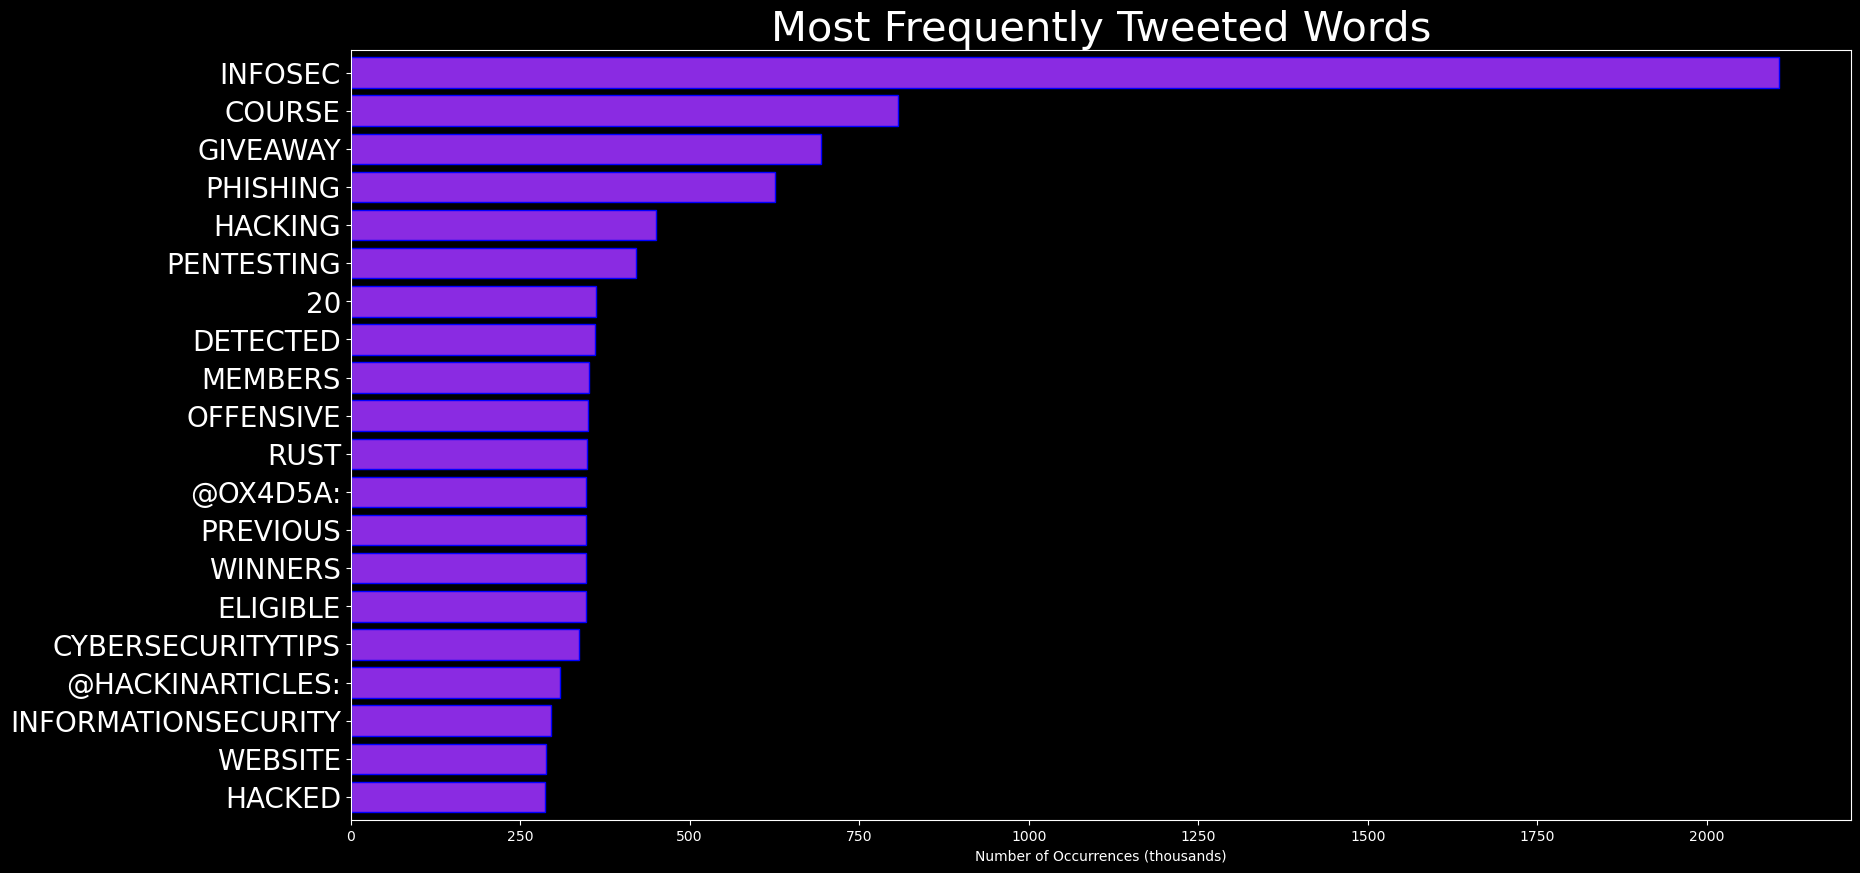 Most Frequently Tweeted Words
INFOSEC
COURSE
GIVEAWAY
PHISHING
HACKING
PENTESTING
20
DETECTED
MEMBERS
OFFENSIVE
RUST
@OX4D5A:
PREVIOUS
WINNERS
ELIGIBLE
CYBERSECURITYTIPS
@HACKINARTICLES:
INFORMATIONSECURITY
WEBSITE
HACKED
0 250 500 750 1000 1250 1500 1750 2000
Number of Occurrences (thousands)